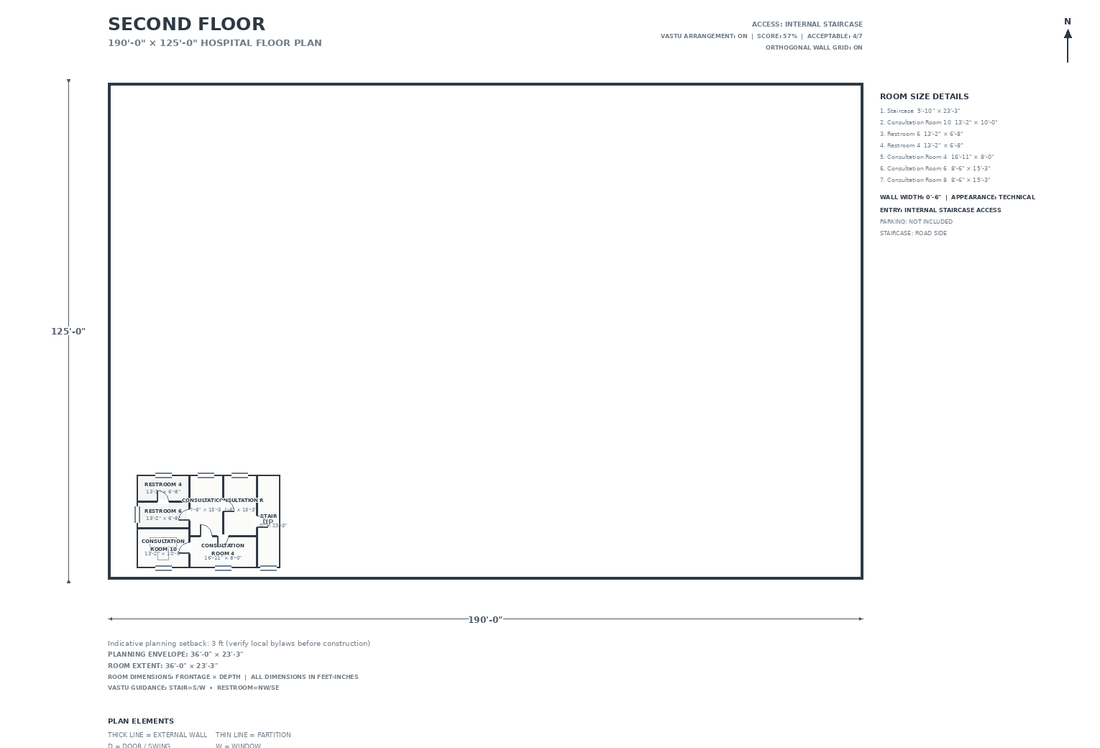 SECOND FLOOR
190'-0" × 125'-0" HOSPITAL FLOOR PLAN
ACCESS: INTERNAL STAIRCASE
VASTU ARRANGEMENT: ON | SCORE: 57% | ACCEPTABLE: 4/7
ORTHOGONAL WALL GRID: ON
N
ROOM SIZE DETAILS
1. Staircase 5'-10" × 23'-3"
2. Consultation Room 10 13'-2" × 10'-0"
3. Restroom 6 13'-2" × 6'-8"
4. Restroom 4 13'-2" × 6'-8"
5. Consultation Room 4 16'-11" × 8'-0"
6. Consultation Room 6 8'-6" × 15'-3"
7. Consultation Room 8 8'-6" × 15'-3"
WALL WIDTH: 0'-6" | APPEARANCE: TECHNICAL
ENTRY: INTERNAL STAIRCASE ACCESS
PARKING: NOT INCLUDED
STAIRCASE: ROAD SIDE
125'-0"
RESTROOM 4
13'-2" × 6'-8"
RESTROOM 6
13'-2" × 6'-8"
STAIR
UP
CONSULTATION
ROOM 10
CONSULTATION
ROOM 4
16'-11" × 8'-0"
190'-0"
Indicative planning setback: 3 ft (verify local bylaws before construction)
PLANNING ENVELOPE: 36'-0" × 23'-3"
ROOM EXTENT: 36'-0" × 23'-3"
ROOM DIMENSIONS: FRONTAGE × DEPTH | ALL DIMENSIONS IN FEET-INCHES
VASTU GUIDANCE: STAIR=S/W • RESTROOM=NW/SE
PLAN ELEMENTS
THICK LINE = EXTERNAL WALL THIN LINE = PARTITION
D = DOOR / SWING W = WINDOW